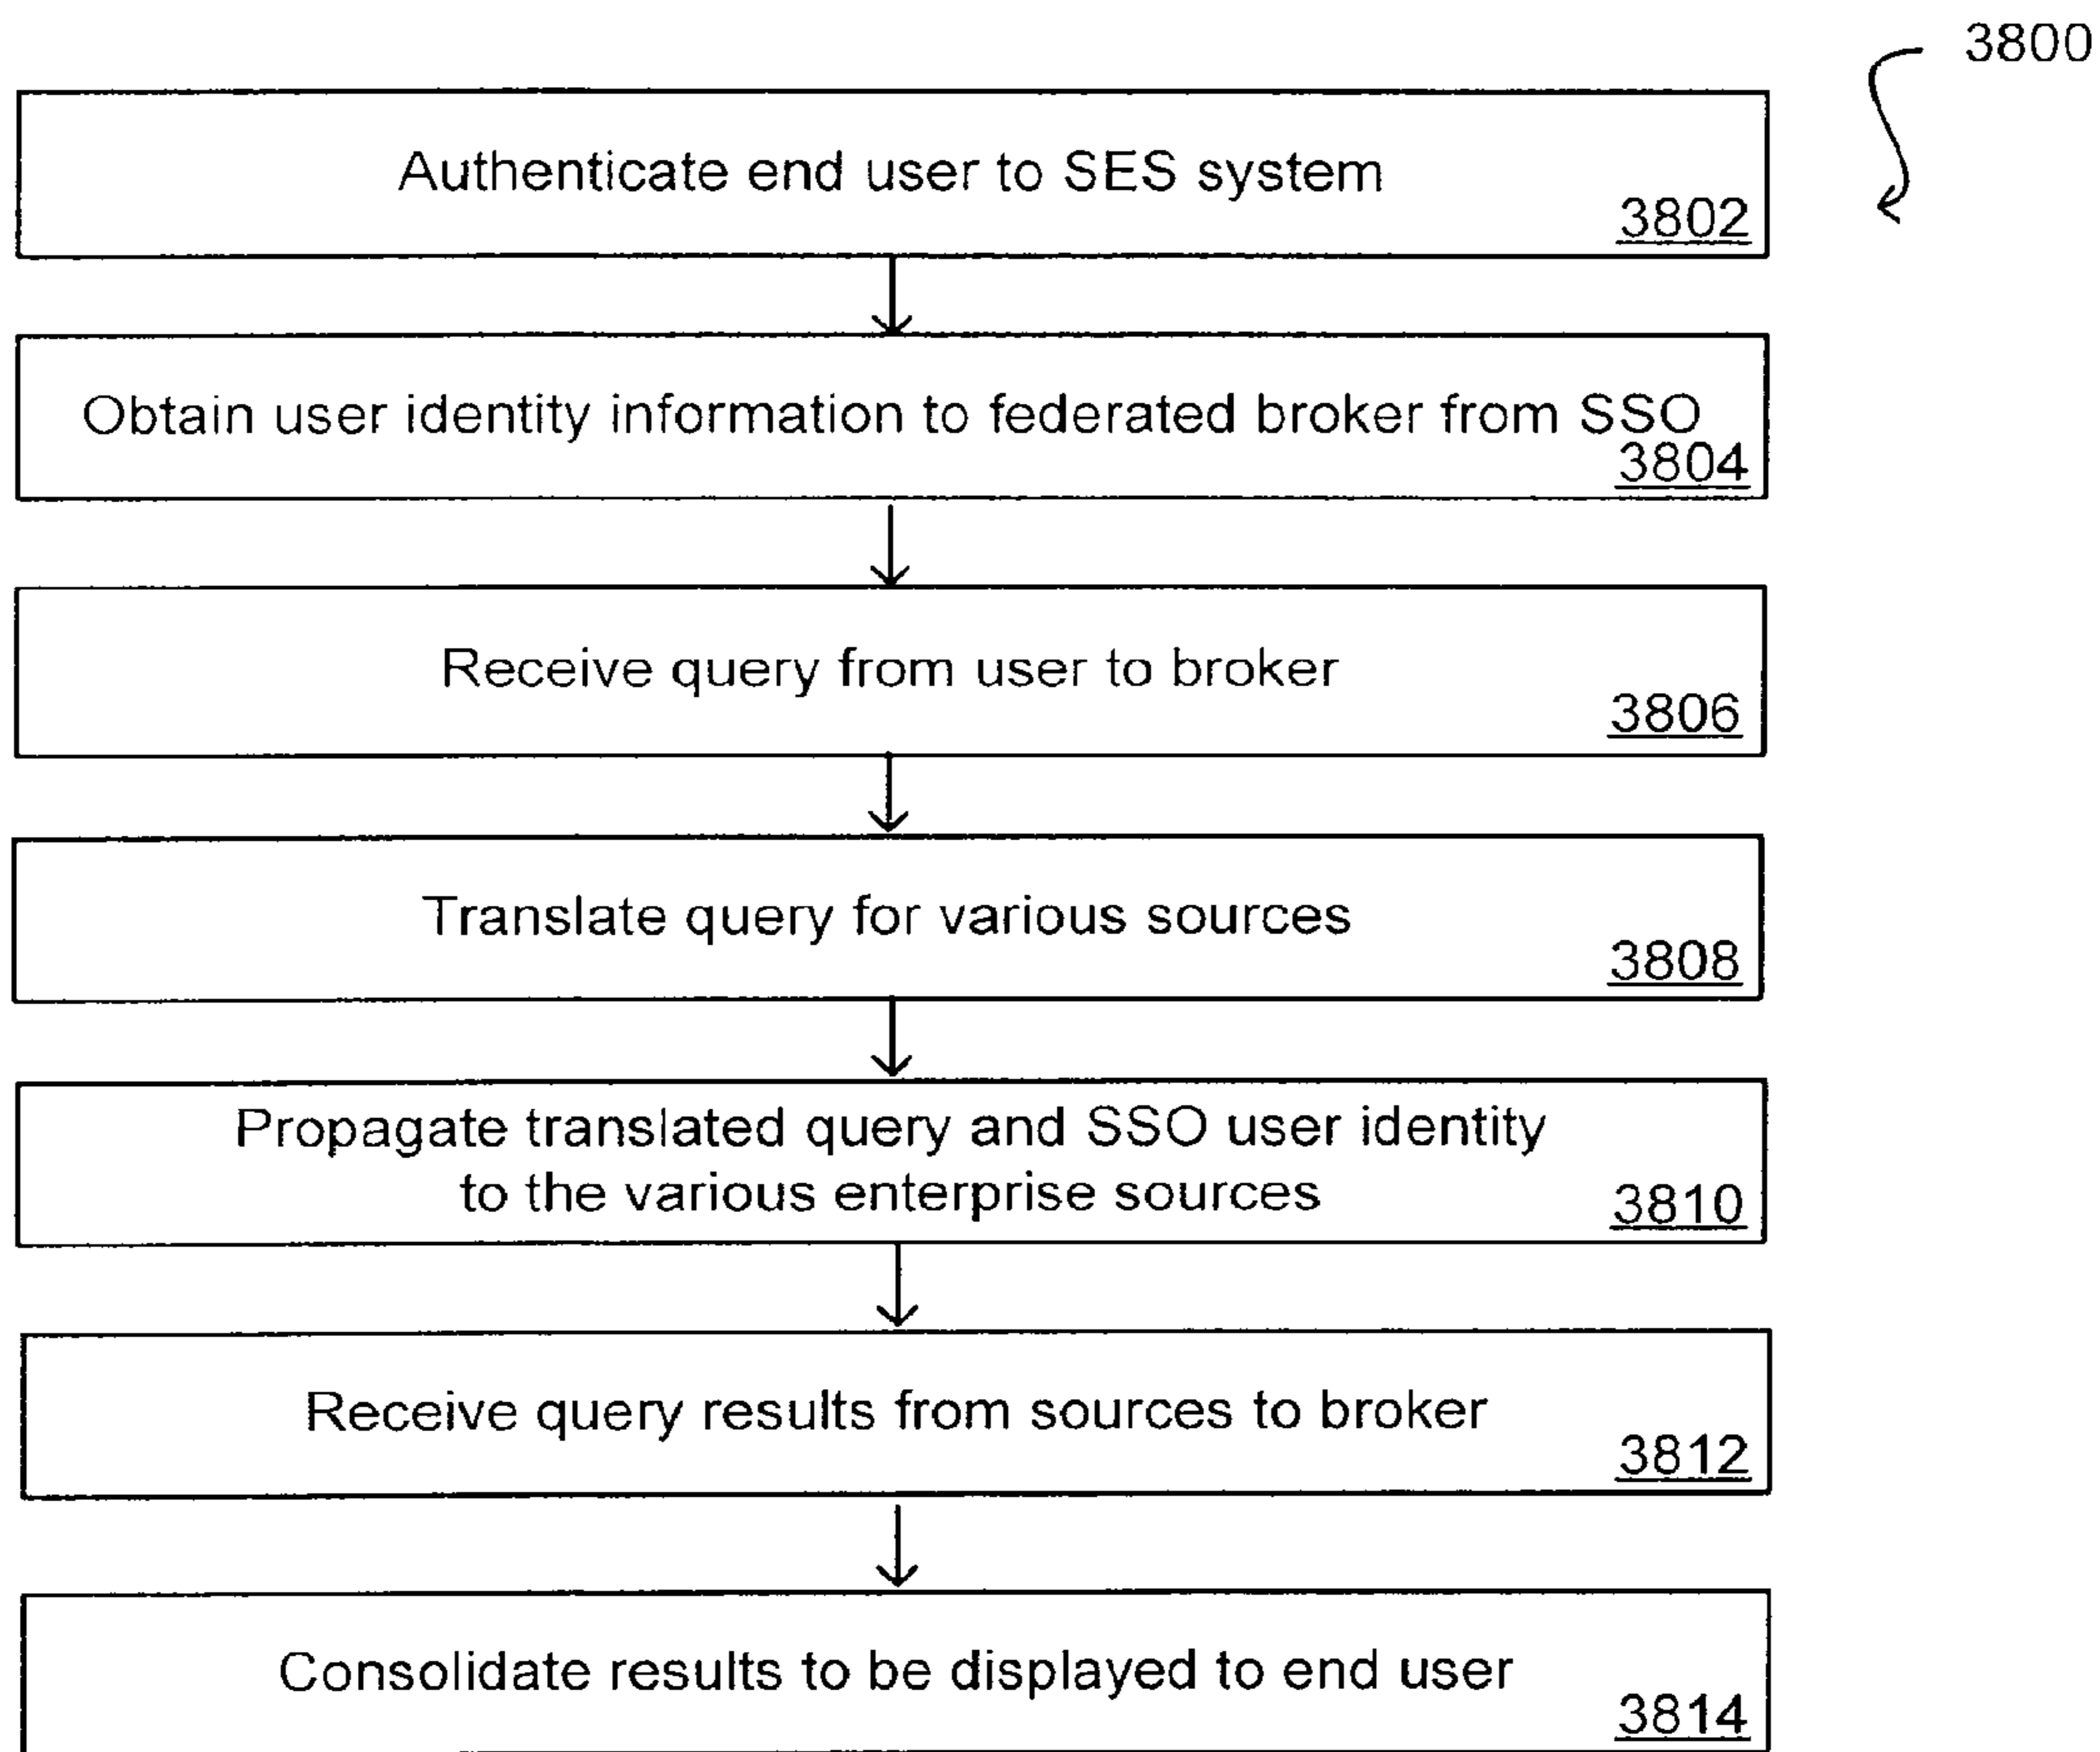 3800
Authenticate end user to SES system
3802
Obtain user identity information to federated broker from SSO
3804
Receive query from user to broker
3806
Translate query for various sources
3808
Propagate translated query and SSO user identity
to the various enterprise sources
3810
Receive query results from sources to broker
3812
Consolidate results to be displayed to end user
3814